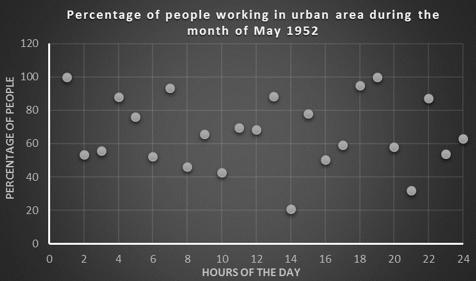 Percentage of people working in urban area during the
month of May 1952
PERCENTAGE OF PEOPLE
120
100
80
60
40
20
0
0 2 4 6 8 10 12 14 16 18 20 22 24
HOURS OF THE DAY